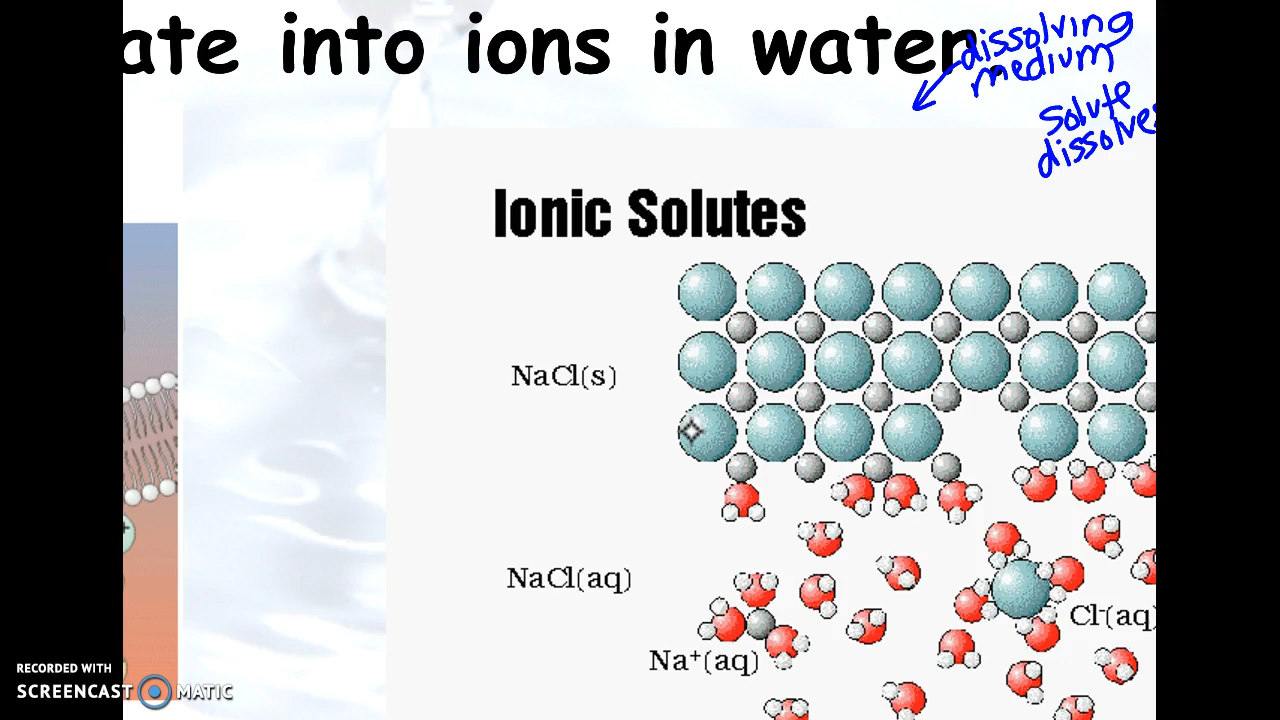 ate into ions in water.
dissolving
medium
Solute
dissolve
Ionic Solutes
NaCl(s)
NaCl(aq)
Cl⁻(aq)
Na⁺(aq)
RECORDED WITH
SCREENCAST MATIC